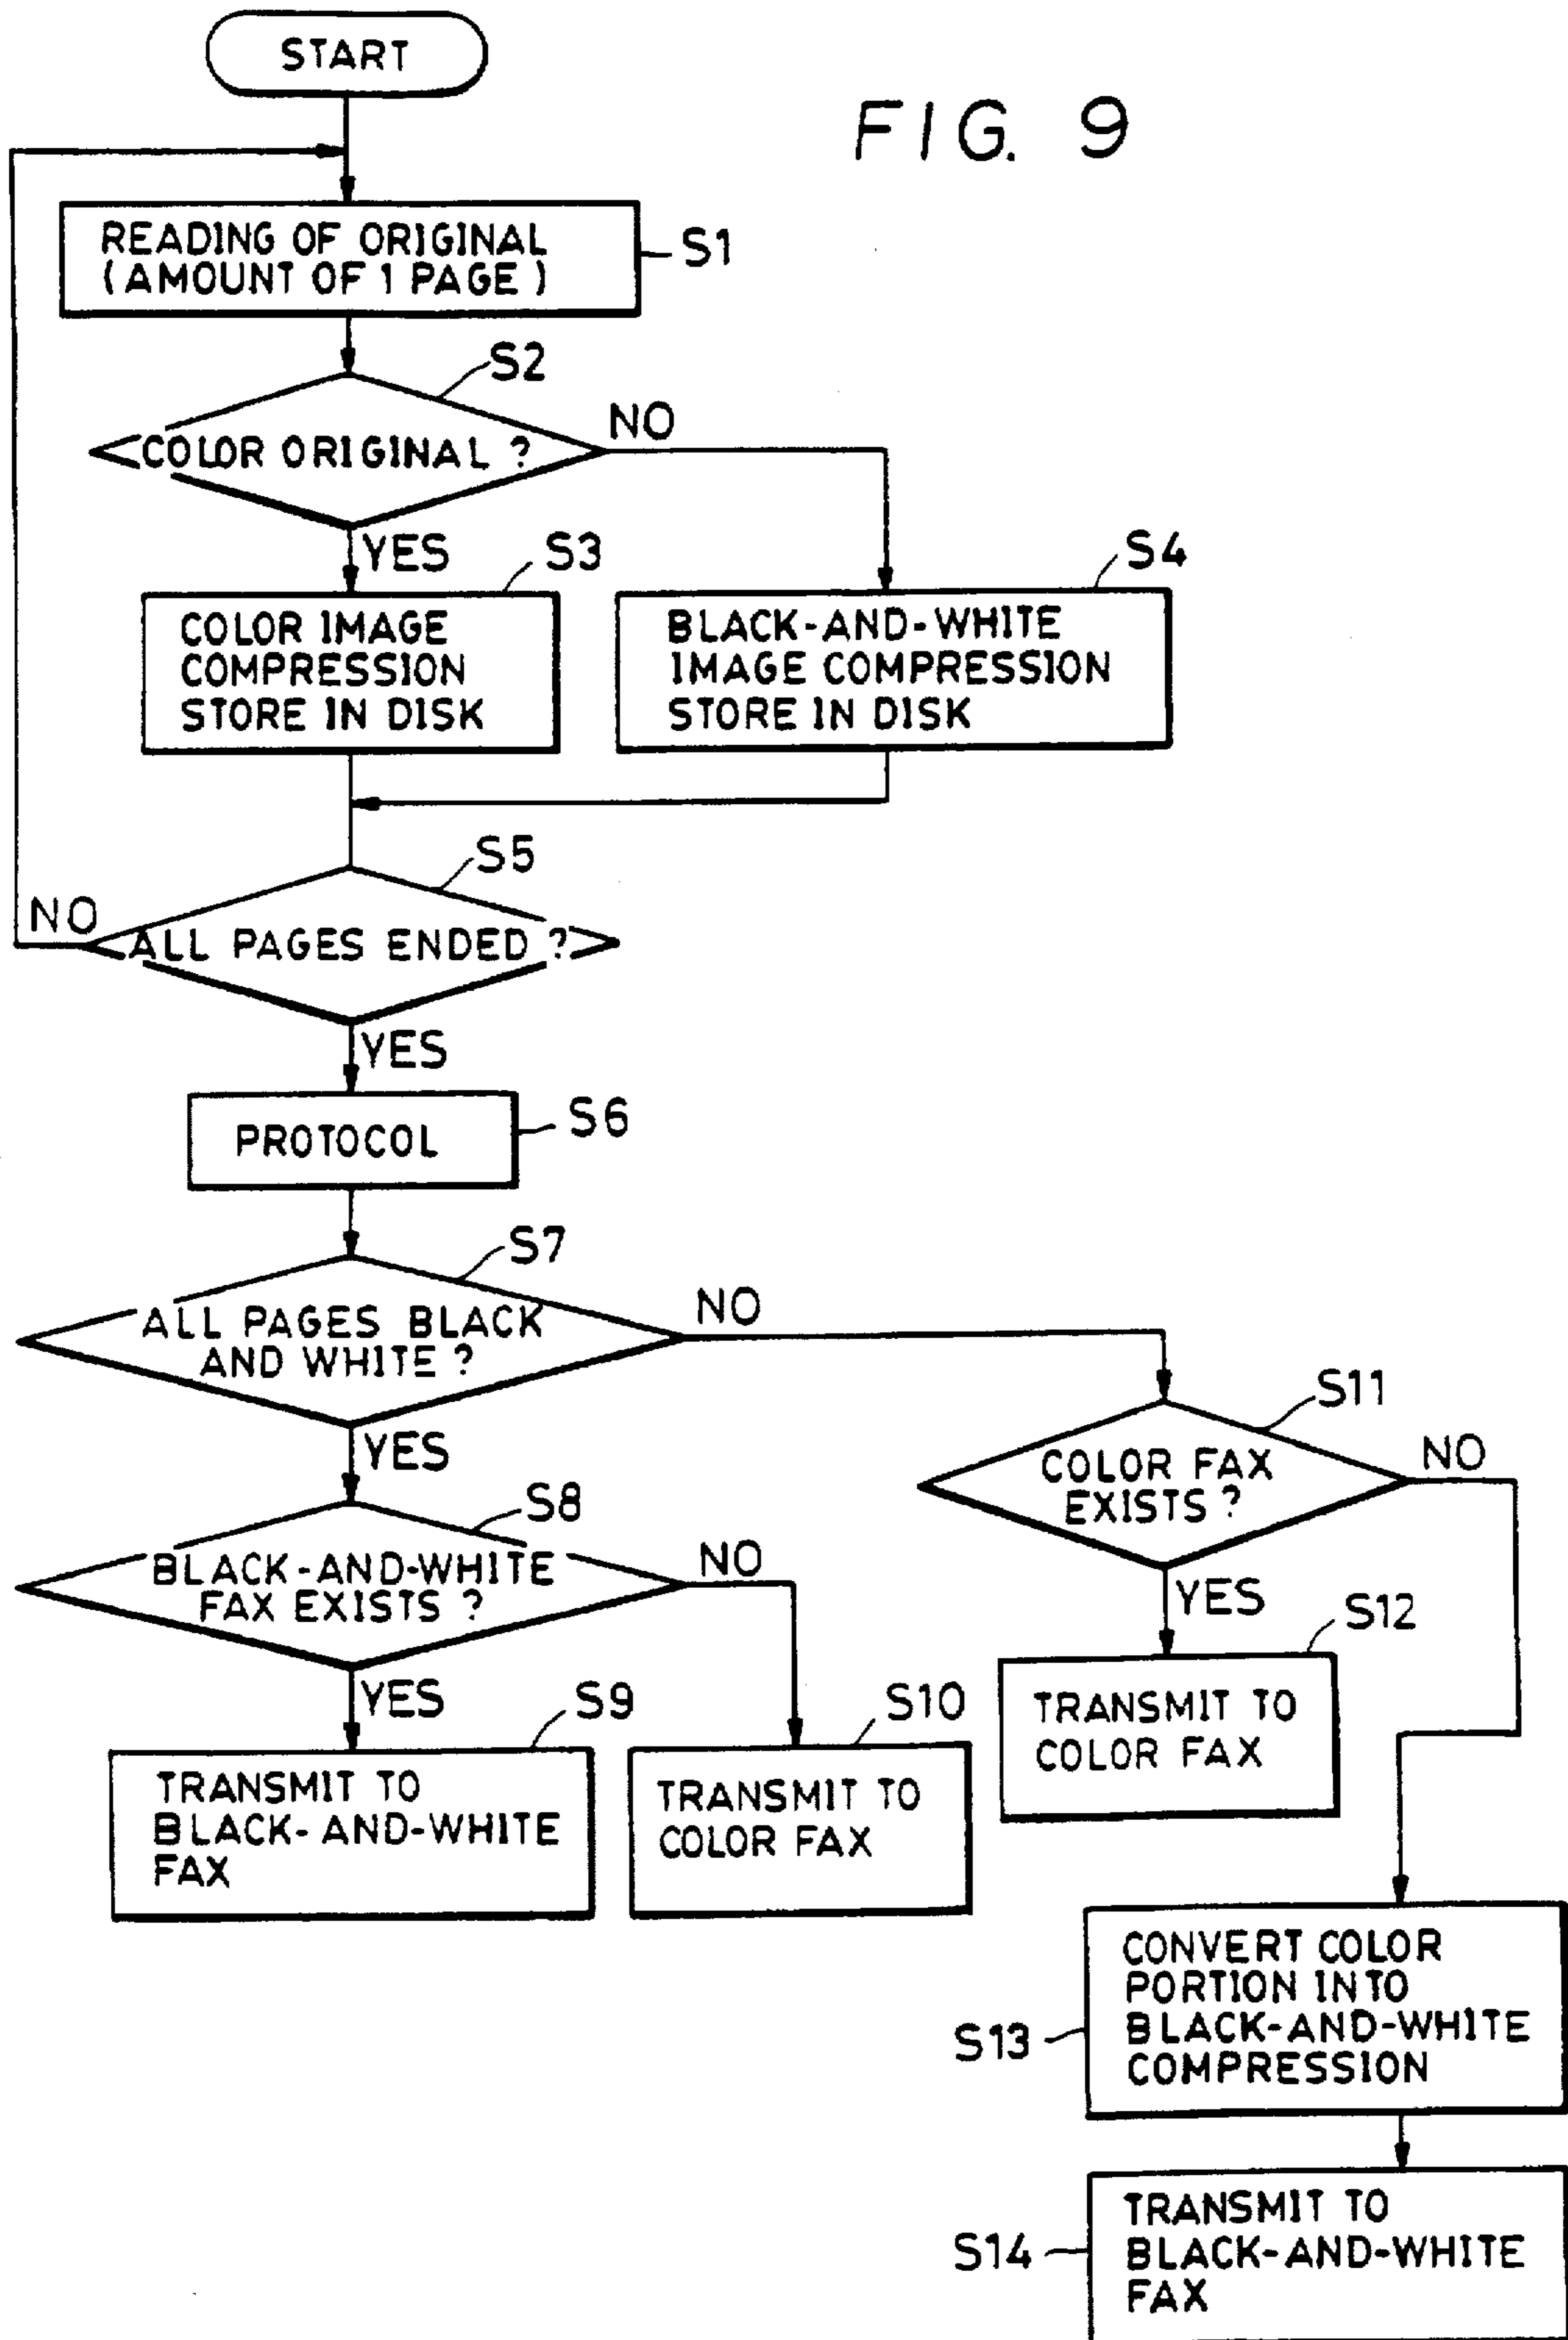 START
FIG. 9
READING OF ORIGINAL
(AMOUNT OF 1 PAGE)
S1
S2
COLOR ORIGINAL ?
NO
YES
S3
COLOR IMAGE
COMPRESSION
STORE IN DISK
S4
BLACK-AND-WHITE
IMAGE COMPRESSION
STORE IN DISK
S5
NO
ALL PAGES ENDED ?
YES
PROTOCOL
S6
S7
ALL PAGES BLACK
AND WHITE ?
NO
YES
S8
BLACK-AND-WHITE
FAX EXISTS ?
NO
YES
S9
TRANSMIT TO
BLACK-AND-WHITE
FAX
S10
TRANSMIT TO
COLOR FAX
S11
COLOR FAX
EXISTS ?
NO
YES
S12
TRANSMIT TO
COLOR FAX
S13
CONVERT COLOR
PORTION INTO
BLACK-AND-WHITE
COMPRESSION
S14
TRANSMIT TO
BLACK-AND-WHITE
FAX